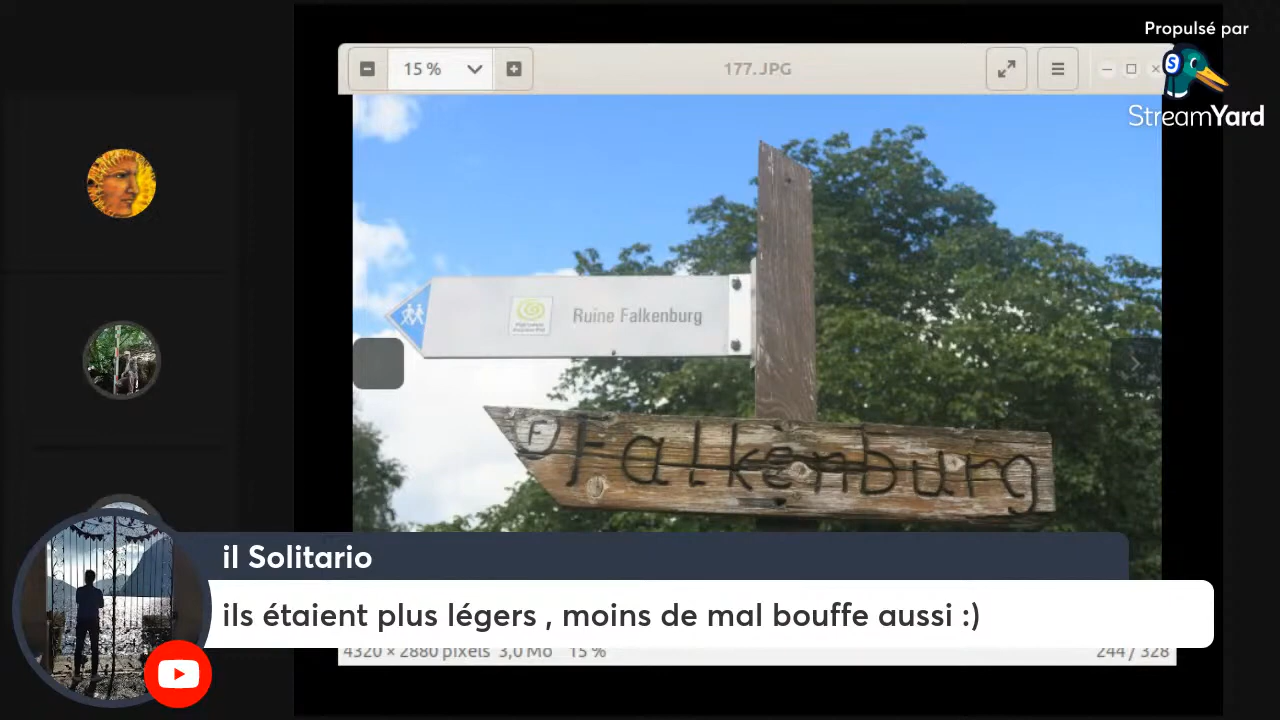 Propulsé par
StreamYard
15 %
177.JPG
Ruine Falkenburg
F Falkenburg
il Solitario
ils étaient plus légers , moins de mal bouffe aussi :)
4320 × 2880 pixels 3,0 Mo 15 %
244 / 328